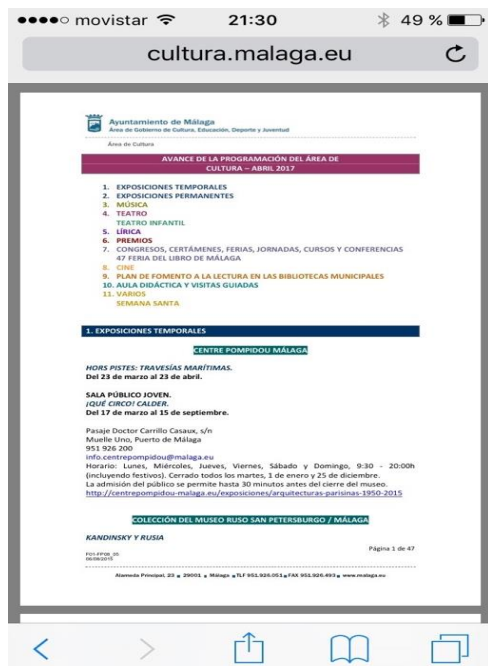 movistar 21:30 49 %
cultura.malaga.eu
Ayuntamiento de Málaga
Área de Gobierno de Cultura, Educación, Deporte y Juventud
Área de Cultura
AVANCE DE LA PROGRAMACIÓN DEL ÁREA DE
CULTURA – ABRIL 2017
1. EXPOSICIONES TEMPORALES
2. EXPOSICIONES PERMANENTES
3. MÚSICA
4. TEATRO
TEATRO INFANTIL
5. LÍRICA
6. PREMIOS
7. CONGRESOS, CERTÁMENES, FERIAS, JORNADAS, CURSOS Y CONFERENCIAS
47 FERIA DEL LIBRO DE MÁLAGA
8. CINE
9. PLAN DE FOMENTO A LA LECTURA EN LAS BIBLIOTECAS MUNICIPALES
10. AULA DIDÁCTICA Y VISITAS GUIADAS
11. VARIOS
SEMANA SANTA
1. EXPOSICIONES TEMPORALES
CENTRE POMPIDOU MÁLAGA
HORS PISTES: TRAVESÍAS MARÍTIMAS.
Del 23 de marzo al 23 de abril.
SALA PÚBLICO JOVEN.
¡QUÉ CIRCO! CALDER.
Del 17 de marzo al 15 de septiembre.
Pasaje Doctor Carrillo Casaux, s/n
Muelle Uno, Puerto de Málaga
951 926 200
info.centrepompidou@malaga.eu
Horario: Lunes, Miércoles, Jueves, Viernes, Sábado y Domingo, 9:30 - 20:00h
(incluyendo festivos). Cerrado todos los martes, 1 de enero y 25 de diciembre.
La admisión del público se permite hasta 30 minutos antes del cierre del museo.
http://centrepompidou-malaga.eu/exposiciones/arquitecturas-parisinas-1950-2015
COLECCIÓN DEL MUSEO RUSO SAN PETERSBURGO / MÁLAGA
KANDINSKY Y RUSIA
Página 1 de 47
F01-FP08_05
06/08/2015
Alameda Principal, 23 29001 Málaga TLF 951.926.051 FAX 951.926.493 www.malaga.eu